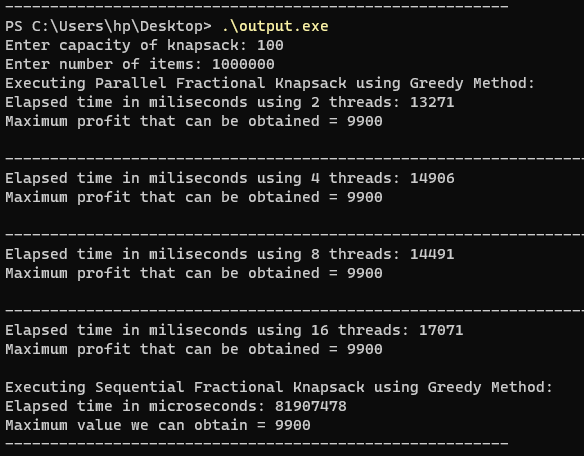 --------------------------------------------------------
PS C:\Users\hp\Desktop> .\output.exe
Enter capacity of knapsack: 100
Enter number of items: 1000000
Executing Parallel Fractional Knapsack using Greedy Method:
Elapsed time in miliseconds using 2 threads: 13271
Maximum profit that can be obtained = 9900
----------------------------------------------------------------
Elapsed time in miliseconds using 4 threads: 14906
Maximum profit that can be obtained = 9900
----------------------------------------------------------------
Elapsed time in miliseconds using 8 threads: 14491
Maximum profit that can be obtained = 9900
----------------------------------------------------------------
Elapsed time in miliseconds using 16 threads: 17071
Maximum profit that can be obtained = 9900
Executing Sequential Fractional Knapsack using Greedy Method:
Elapsed time in microseconds: 81907478
Maximum value we can obtain = 9900
--------------------------------------------------------